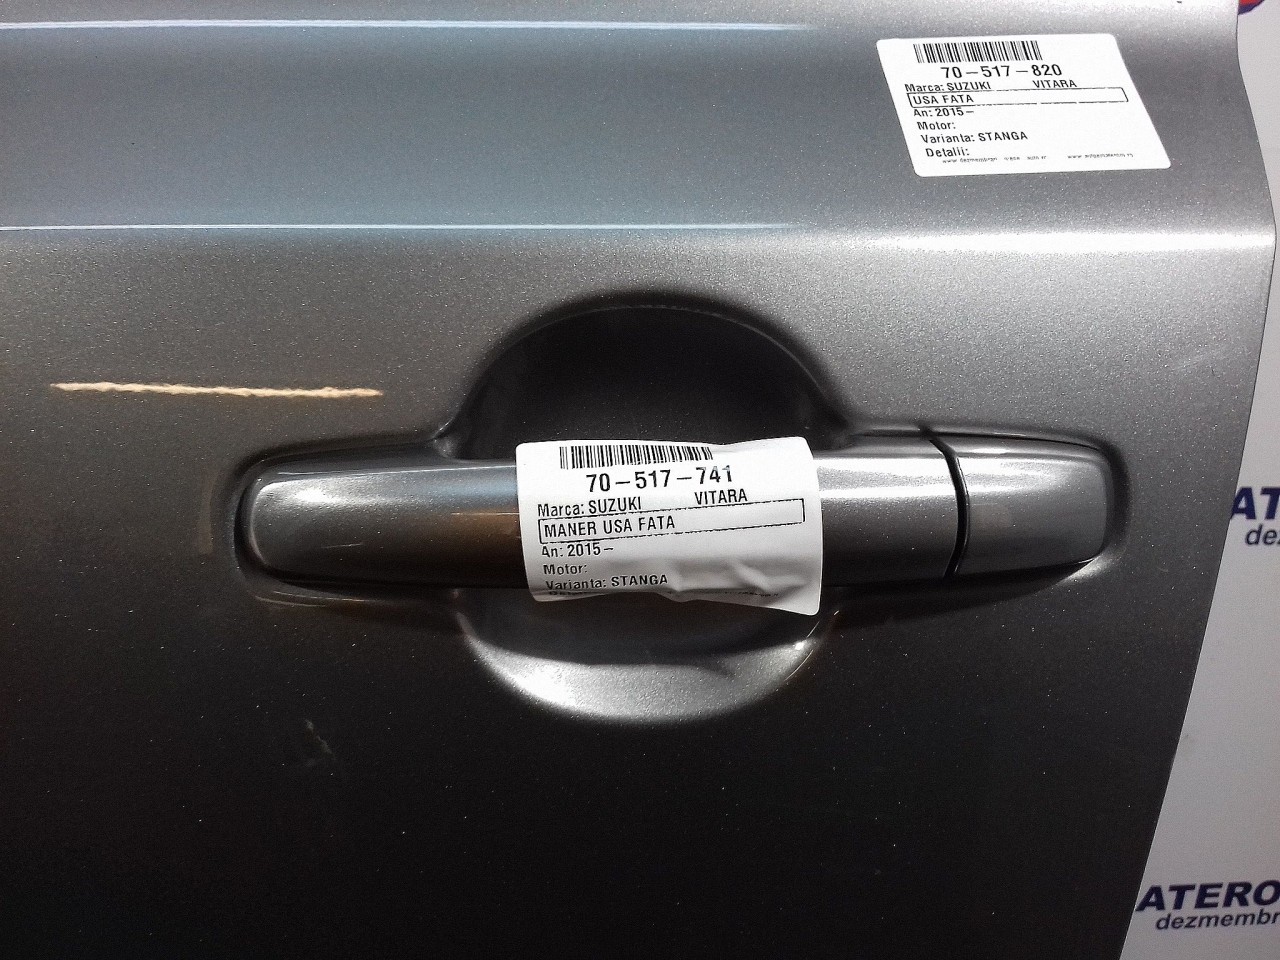 70-517-820
Marca: SUZUKI VITARA
USA FATA
An: 2015-
Motor:
Varianta: STANGA
Detalii:
70-517-741
Marca: SUZUKI VITARA
MANER USA FATA
An: 2015-
Motor:
Varianta: STANGA
ATERO
dezmembr